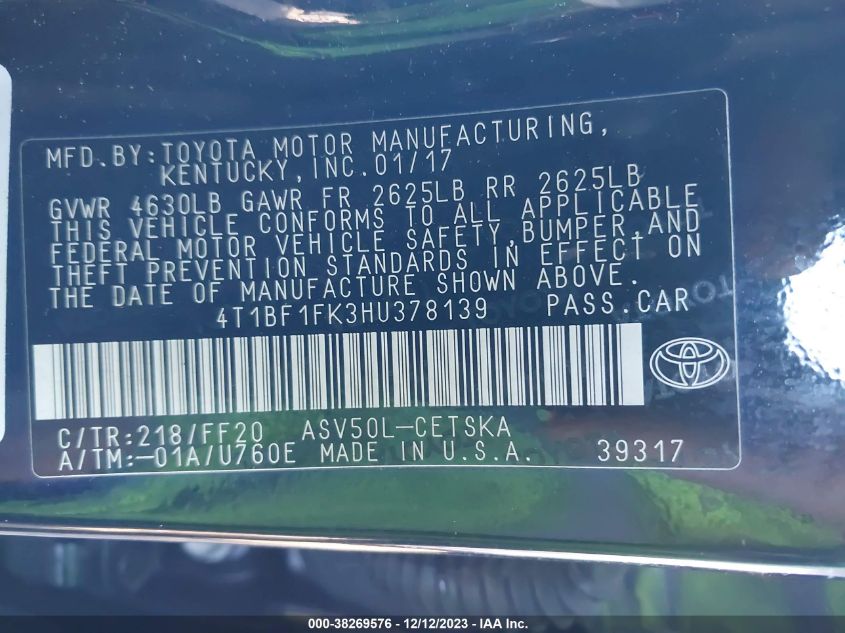 MFD.BY:TOYOTA MOTOR MANUFACTURING,
KENTUCKY,INC.01/17
GVWR 4630LB GAWR FR 2625LB RR 2625LB
THIS VEHICLE CONFORMS TO ALL APPLICABLE
FEDERAL MOTOR VEHICLE SAFETY,BUMPER,AND
THEFT PREVENTION STANDARDS IN EFFECT ON
THE DATE OF MANUFACTURE SHOWN ABOVE.
4T1BF1FK3HU378139 PASS.CAR
C/TR:218/FF20 ASV50L-CETSKA
A/TM:-01A/U760E MADE IN U.S.A. 39317
000-38269576 - 12/12/2023 - IAA Inc.